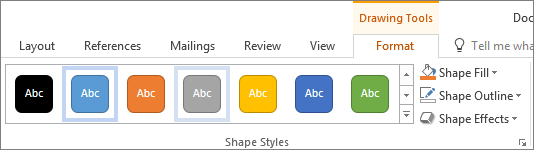 Drawing Tools Doc
Layout References Mailings Review View Format Tell me wha
Abc Abc Abc Abc Abc Abc Abc
Shape Fill
Shape Outline
Shape Effects
Shape Styles